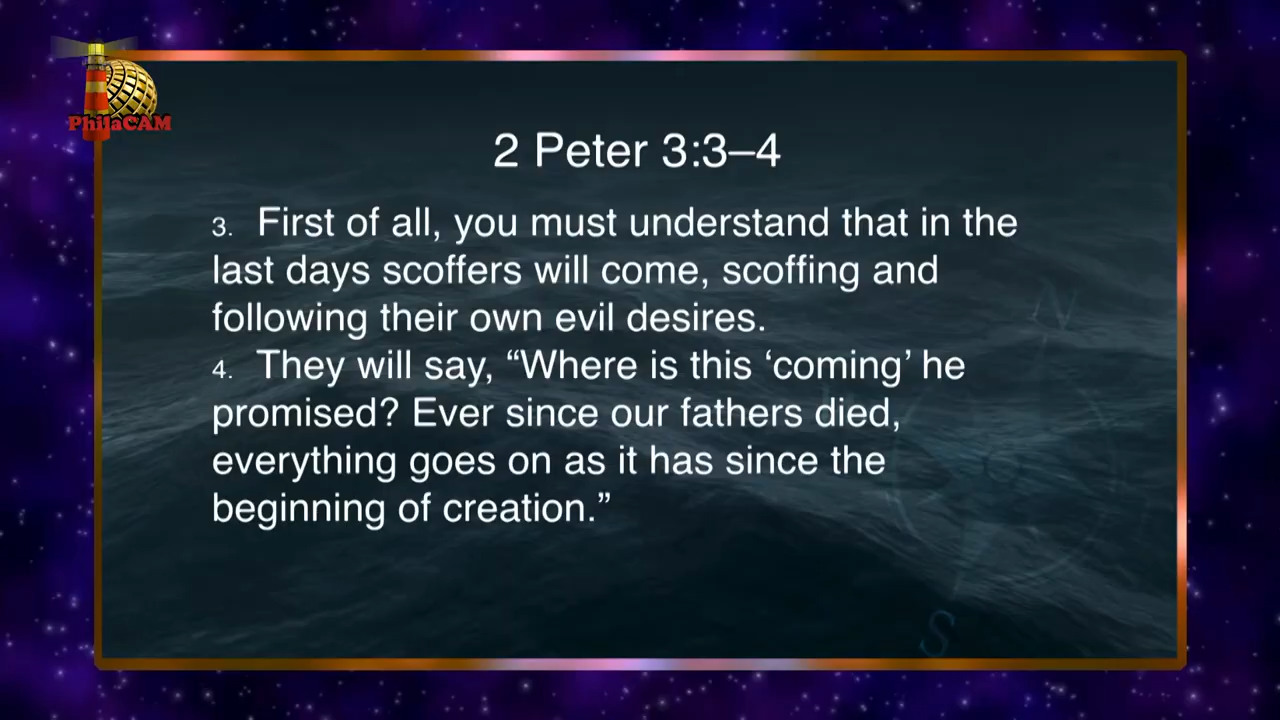 PhilaCAM
2 Peter 3:3–4
3. First of all, you must understand that in the
last days scoffers will come, scoffing and
following their own evil desires.
4. They will say, “Where is this ‘coming’ he
promised? Ever since our fathers died,
everything goes on as it has since the
beginning of creation.”
N
S